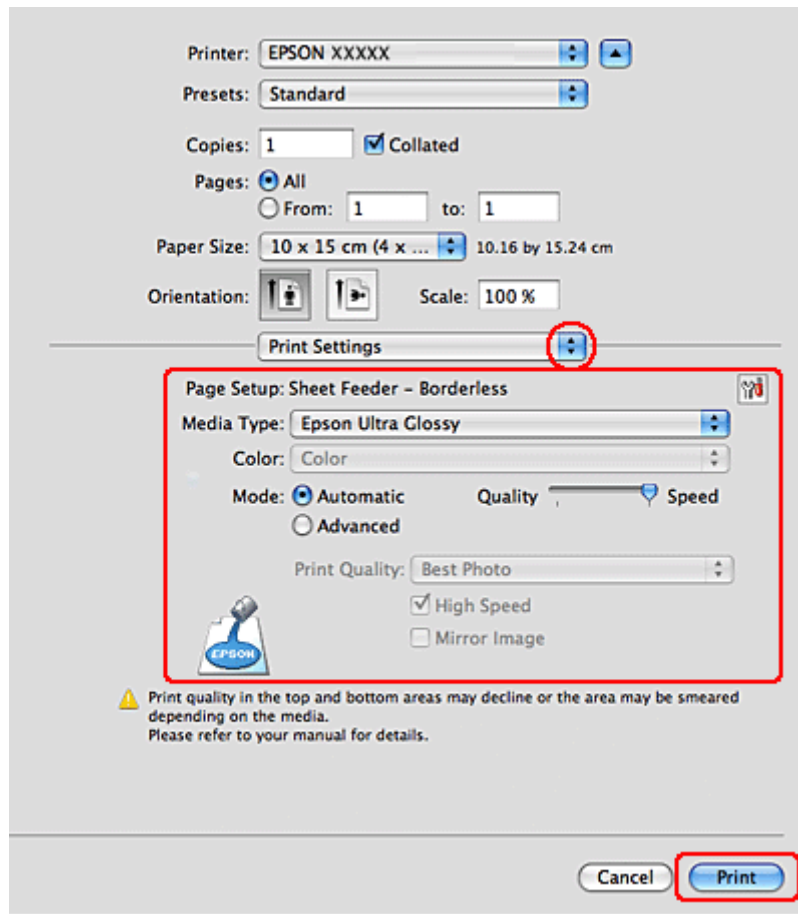 Printer: EPSON XXXXX
Presets: Standard
Copies: 1 Collated
Pages: All
From: 1 to: 1
Paper Size: 10 x 15 cm (4 x ... 10.16 by 15.24 cm
Orientation: Scale: 100 %
Print Settings
Page Setup: Sheet Feeder - Borderless
Media Type: Epson Ultra Glossy
Color: Color
Mode: Automatic Quality Speed
Advanced
Print Quality: Best Photo
High Speed
Mirror Image
EPSON
Print quality in the top and bottom areas may decline or the area may be smeared
depending on the media.
Please refer to your manual for details.
Cancel Print